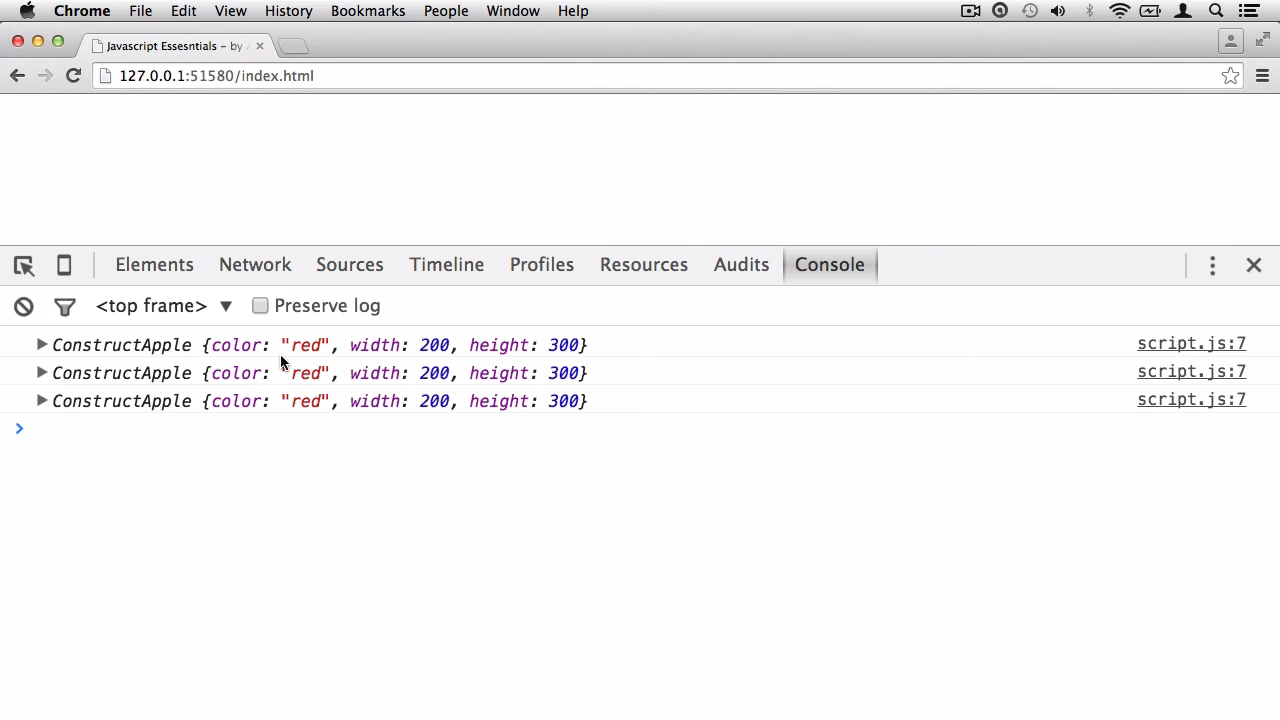 Chrome File Edit View History Bookmarks People Window Help
Javascript Essesntials - by
127.0.0.1:51580/index.html
Elements Network Sources Timeline Profiles Resources Audits Console
<top frame> ▼ Preserve log
ConstructApple {color: "red", width: 200, height: 300} script.js:7
ConstructApple {color: "red", width: 200, height: 300} script.js:7
ConstructApple {color: "red", width: 200, height: 300} script.js:7